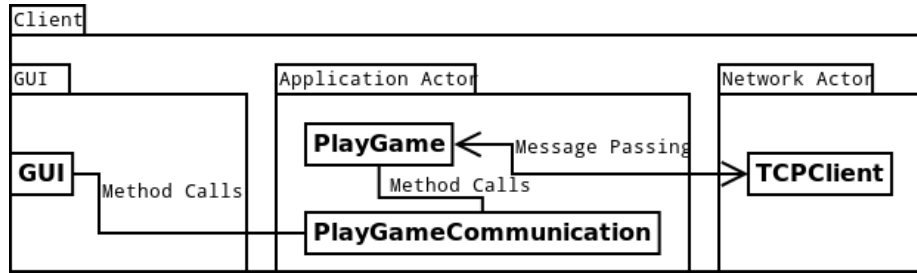 Client
GUI
Application Actor
Network Actor
PlayGame
Message Passing
GUI
TCPClient
Method Calls
Method Calls
PlayGameCommunication